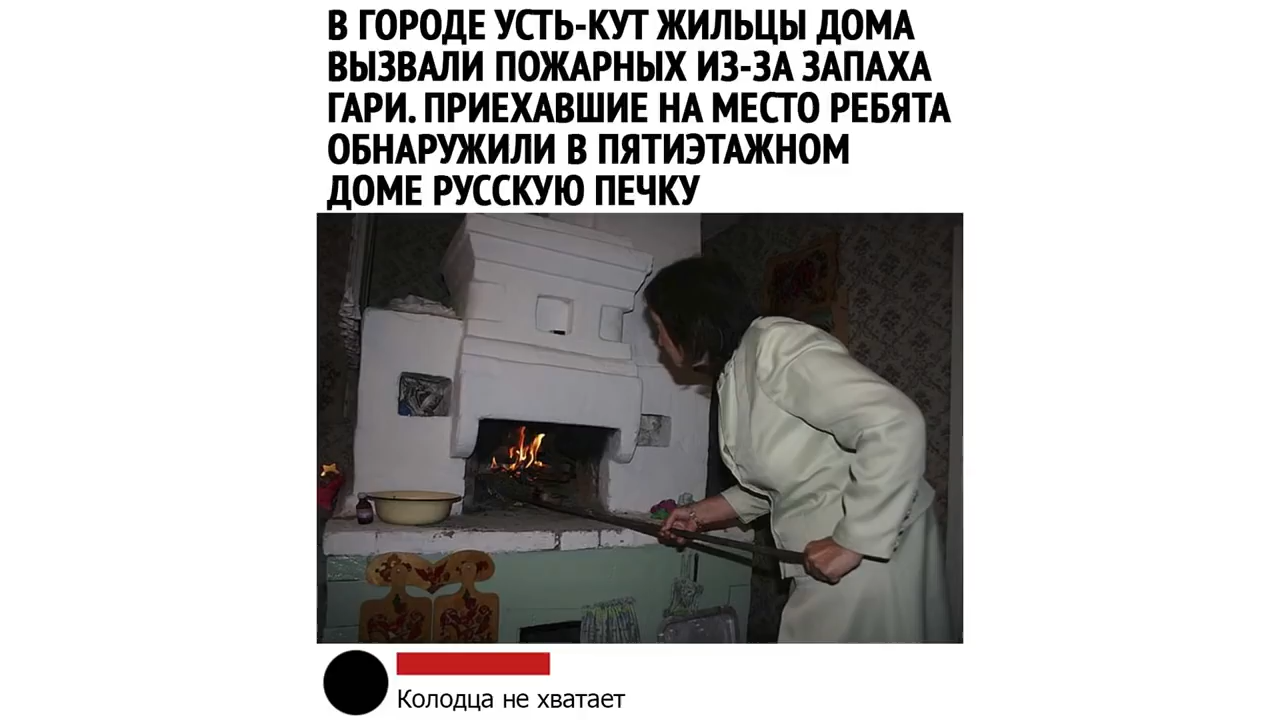 В ГОРОДЕ УСТЬ-КУТ ЖИЛЬЦЫ ДОМА
ВЫЗВАЛИ ПОЖАРНЫХ ИЗ-ЗА ЗАПАХА
ГАРИ. ПРИЕХАВШИЕ НА МЕСТО РЕБЯТА
ОБНАРУЖИЛИ В ПЯТИЭТАЖНОМ
ДОМЕ РУССКУЮ ПЕЧКУ
Колодца не хватает